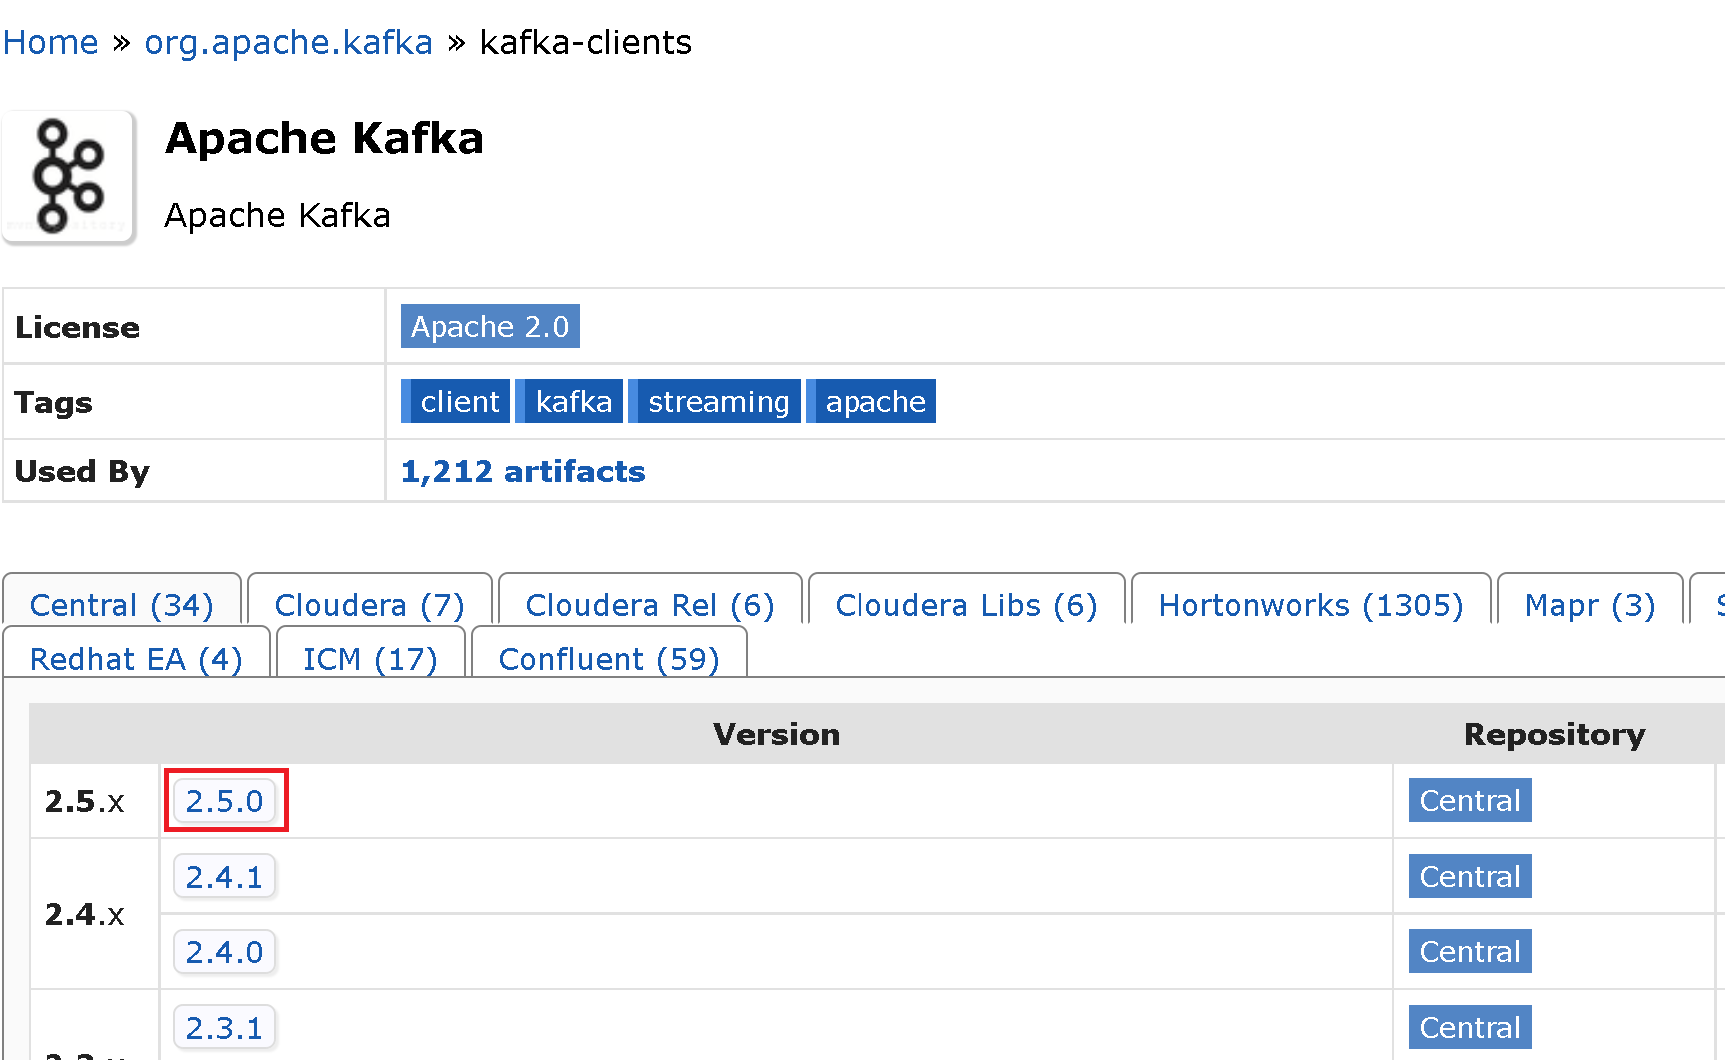 Home » org.apache.kafka » kafka-clients
Apache Kafka
Apache Kafka
License Apache 2.0
Tags client kafka streaming apache
Used By 1,212 artifacts
Central (34) Cloudera (7) Cloudera Rel (6) Cloudera Libs (6) Hortonworks (1305) Mapr (3)
Redhat EA (4) ICM (17) Confluent (59)
Version Repository
2.5.x 2.5.0 Central
2.4.1 Central
2.4.x
2.4.0 Central
2.3.1 Central